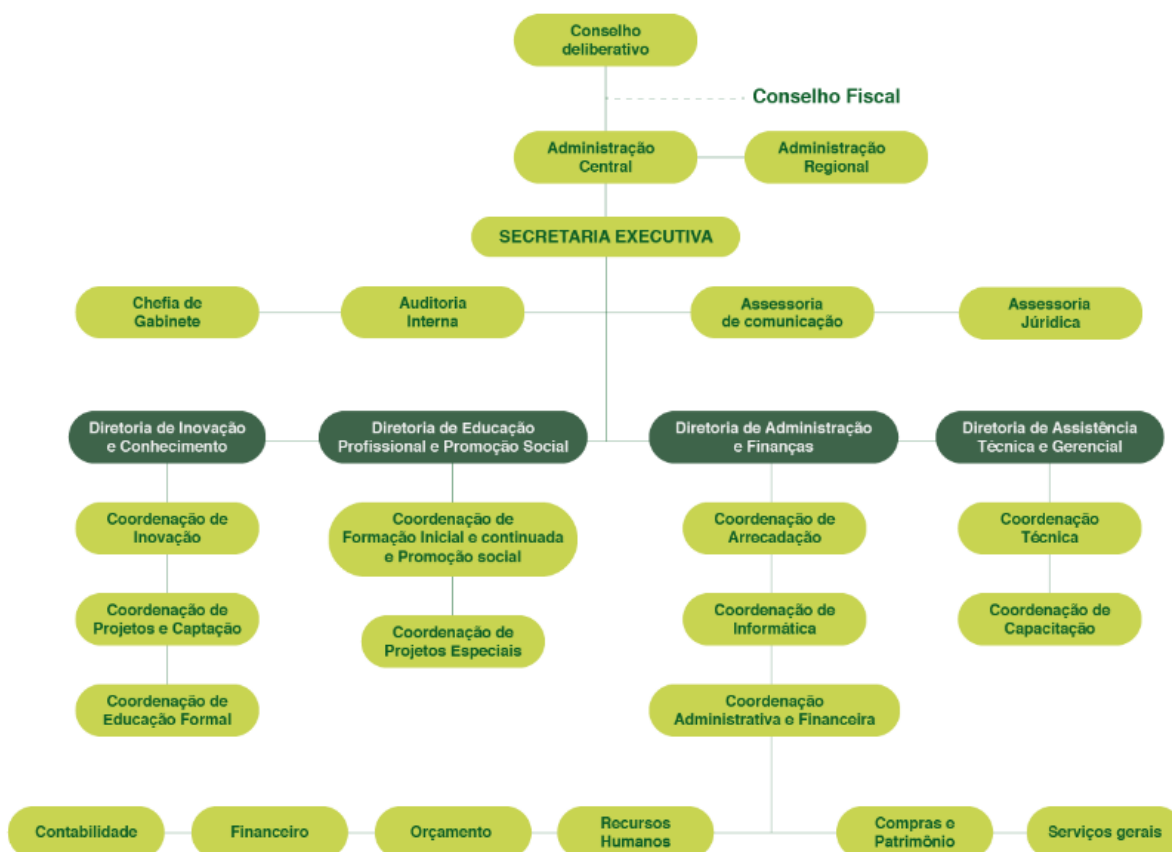 Conselho
deliberativo
Conselho Fiscal
Administração
Central
Administração
Regional
SECRETARIA EXECUTIVA
Chefia de
Gabinete
Auditoria
Interna
Assessoria
de comunicação
Assessoria
Júridica
Diretoria de Inovação
e Conhecimento
Diretoria de Educação
Profissional e Promoção Social
Diretoria de Administração
e Finanças
Diretoria de Assistência
Técnica e Gerencial
Coordenação de
Inovação
Coordenação de
Formação Inicial e continuada
e Promoção social
Coordenação de
Arrecadação
Coordenação
Técnica
Coordenação de
Projetos e Captação
Coordenação de
Projetos Especiais
Coordenação de
Informática
Coordenação de
Capacitação
Coordenação de
Educação Formal
Coordenação
Administrativa e Financeira
Contabilidade
Financeiro
Orçamento
Recursos
Humanos
Compras e
Patrimônio
Serviços gerais